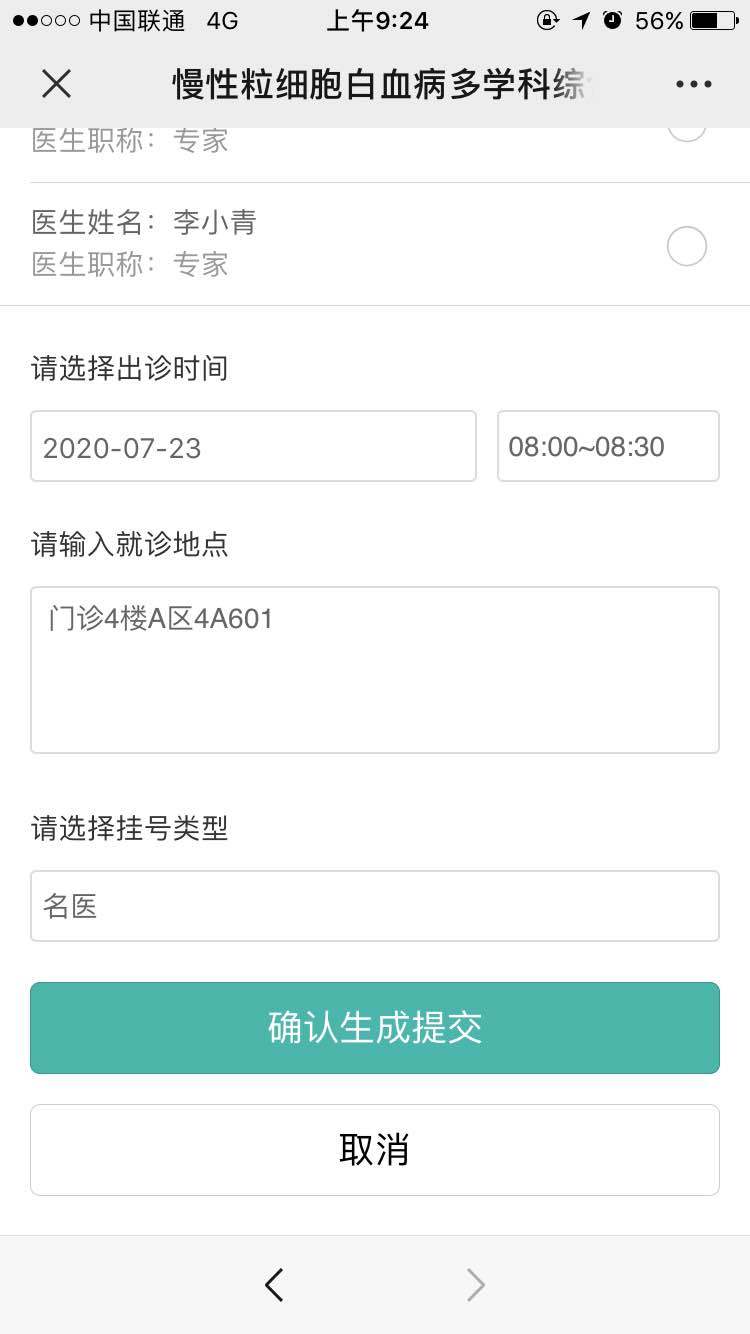 中国联通 4G 上午9:24 56%
慢性粒细胞白血病多学科综
医生职称：专家
医生姓名：李小青
医生职称：专家
请选择出诊时间
2020-07-23 08:00~08:30
请输入就诊地点
门诊4楼A区4A601
请选择挂号类型
名医
确认生成提交
取消